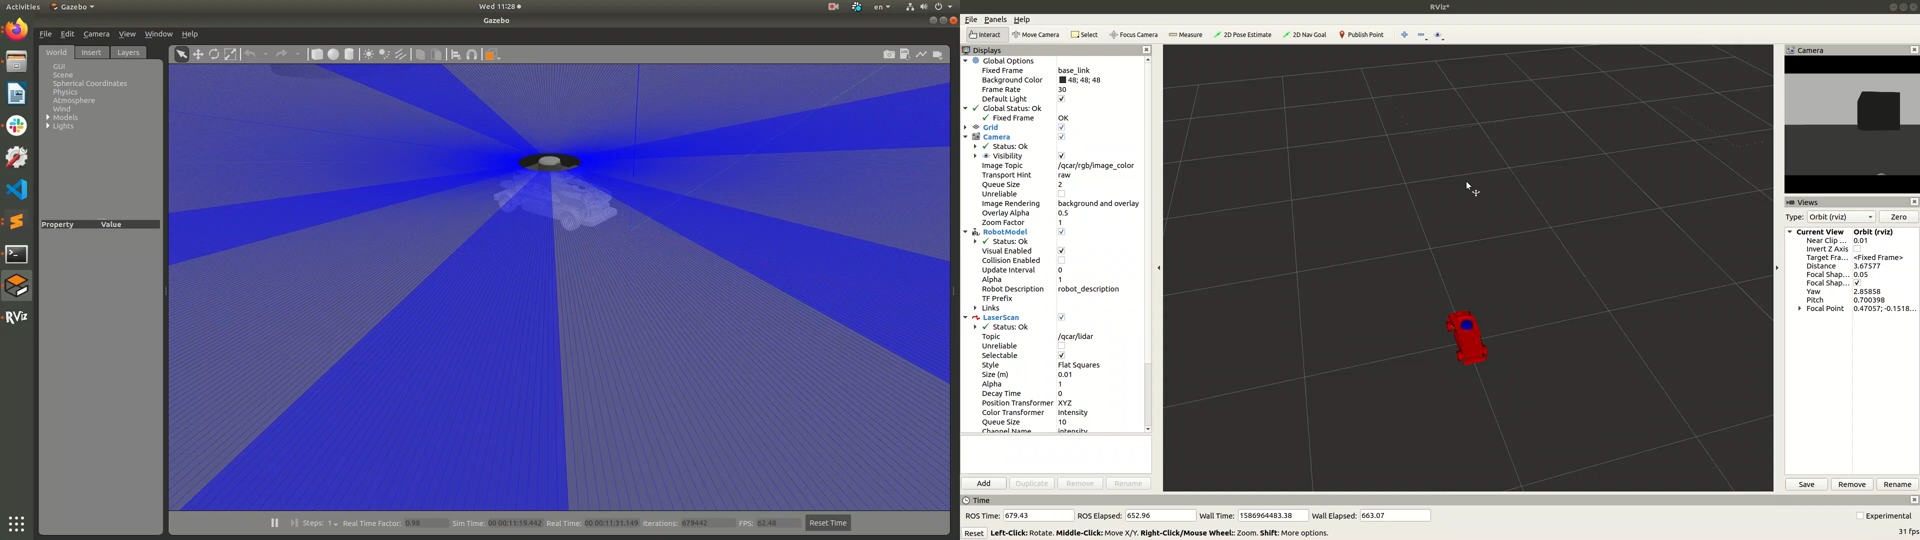 Activities
Gazebo
Wed 11:28
en
Gazebo
File Edit Camera View Window Help
World Insert Layers
GUI
Scene
Spherical Coordinates
Physics
Atmosphere
Wind
Models
Lights
Property Value
Steps: 1 Real Time Factor: 0.98 Sim Time: 00 00:11:19.442 Real Time: 00 00:11:31.149 Iterations: 679442 FPS: 62.48 Reset Time
RViz
RViz*
File Panels Help
Interact Move Camera Select Focus Camera Measure 2D Pose Estimate 2D Nav Goal Publish Point
Displays
Global Options
Fixed Frame base_link
Background Color 48; 48; 48
Frame Rate 30
Default Light
Global Status: Ok
Fixed Frame OK
Grid
Camera
Status: Ok
Visibility
Image Topic /qcar/rgb/image_color
Transport Hint raw
Queue Size 2
Unreliable
Image Rendering background and overlay
Overlay Alpha 0.5
Zoom Factor 1
RobotModel
Status: Ok
Visual Enabled
Collision Enabled
Update Interval 0
Alpha 1
Robot Description robot_description
TF Prefix
Links
LaserScan
Status: Ok
Topic /qcar/lidar
Unreliable
Selectable
Style Flat Squares
Size (m) 0.01
Alpha 1
Decay Time 0
Position Transformer XYZ
Color Transformer Intensity
Queue Size 10
Channel Name intensity
Add Duplicate Remove Rename
Camera
Views
Type: Orbit (rviz) Zero
Current View Orbit (rviz)
Near Clip ... 0.01
Invert Z Axis
Target Fra... <Fixed Frame>
Distance 3.67577
Focal Shap... 0.05
Focal Shap...
Yaw 2.85858
Pitch 0.700398
Focal Point 0.47057; -0.1518...
Save Remove Rename
Time
ROS Time: 679.43 ROS Elapsed: 652.96 Wall Time: 1586964483.38 Wall Elapsed: 663.07 Experimental
Reset Left-Click: Rotate. Middle-Click: Move X/Y. Right-Click/Mouse Wheel:: Zoom. Shift: More options. 31 fps